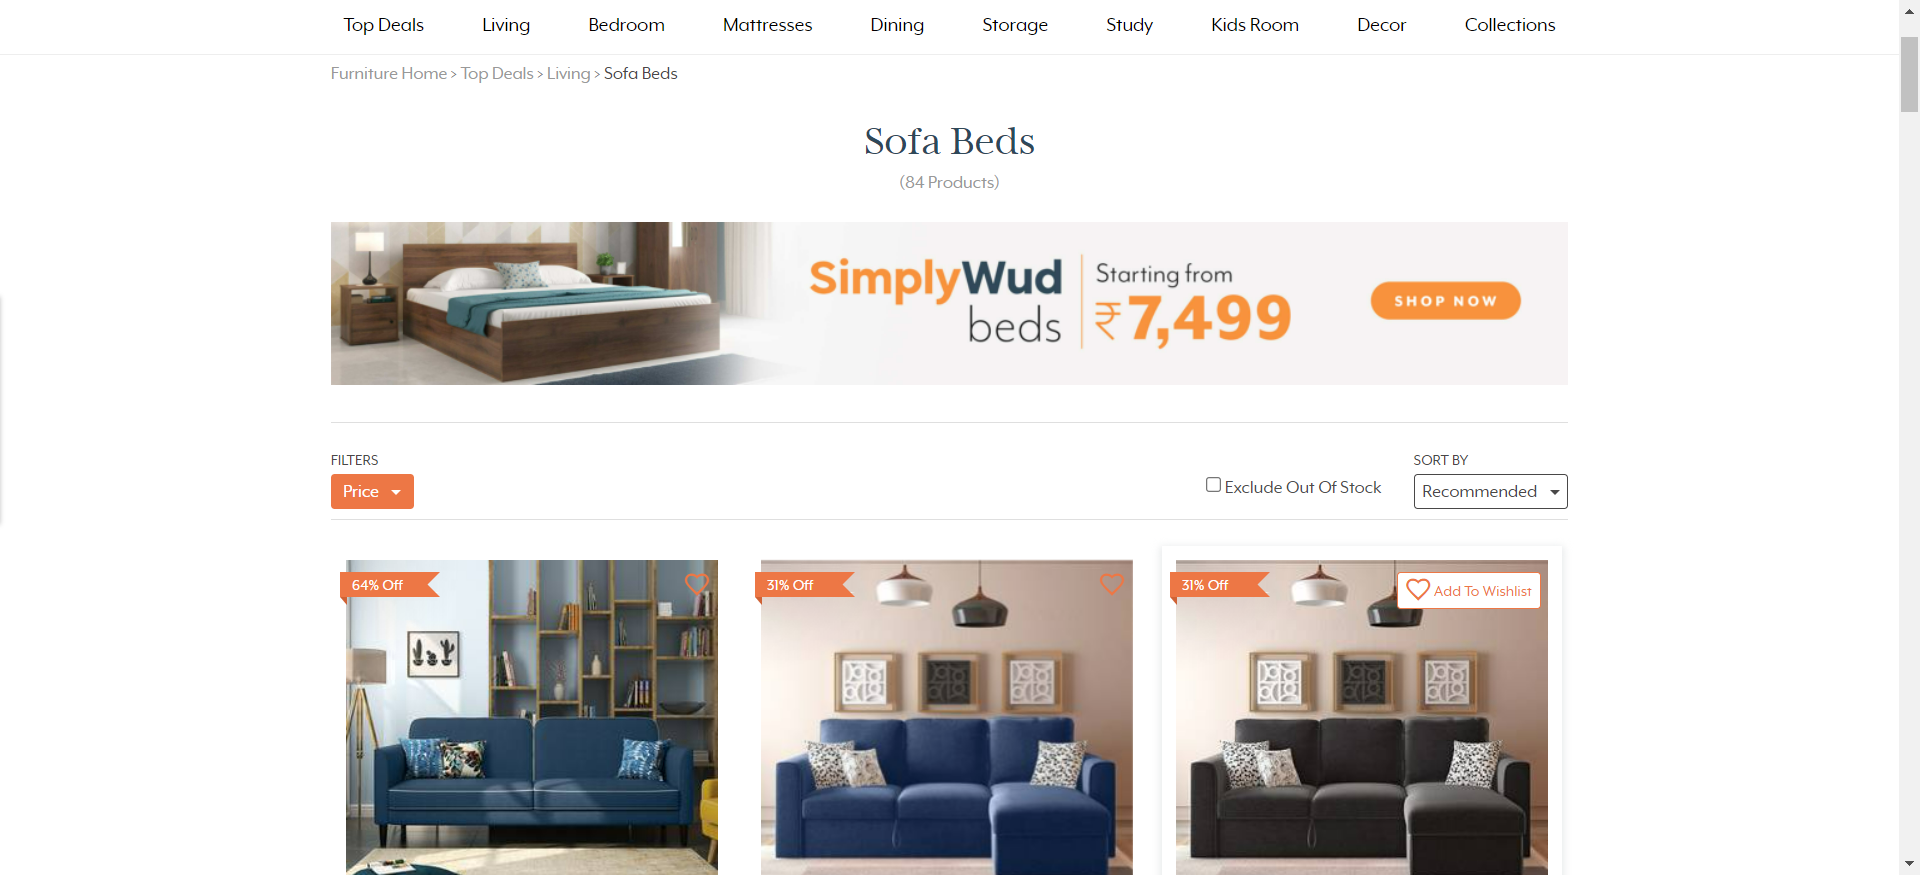 Top Deals Living Bedroom Mattresses Dining Storage Study Kids Room Decor Collections
Furniture Home > Top Deals > Living > Sofa Beds
Sofa Beds
(84 Products)
SimplyWud
beds
Starting from
₹7,499
SHOP NOW
FILTERS
Price
Exclude Out Of Stock
SORT BY
Recommended
64% Off
31% Off
31% Off
Add To Wishlist